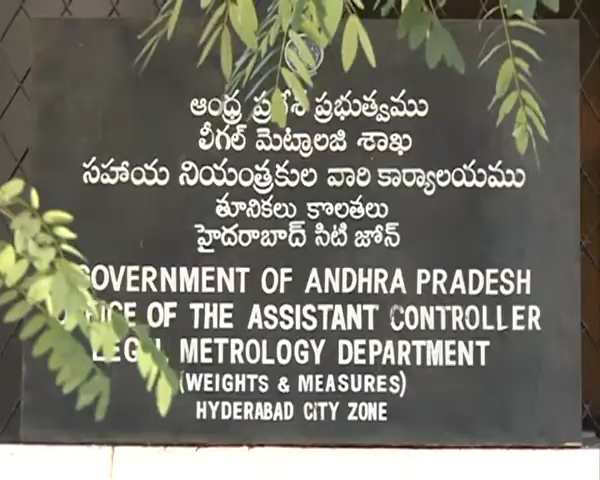 ఆంధ్ర ప్రదేశ్ ప్రభుత్వము
లీగల్ మెట్రాలజి శాఖ
సహాయ నియంత్రకుల వారి కార్యాలయము
తూనికలు కొలతలు
హైదరాబాద్ సిటి జోన్
GOVERNMENT OF ANDHRA PRADESH
OFFICE OF THE ASSISTANT CONTROLLER
LEGAL METROLOGY DEPARTMENT
(WEIGHTS & MEASURES)
HYDERABAD CITY ZONE